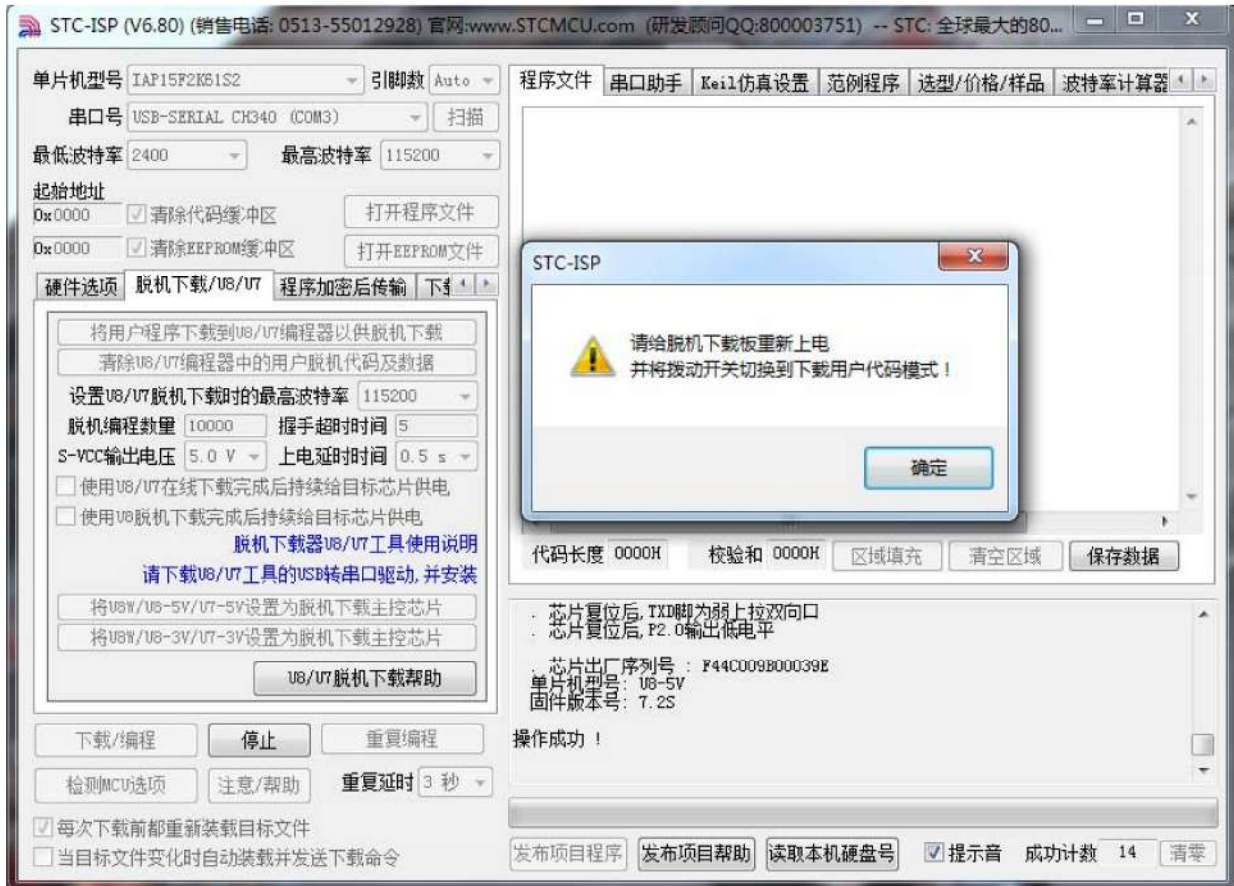 STC-ISP (V6.80) (销售电话: 0513-55012928) 官网:www.STCMCU.com (研发顾问QQ:800003751) -- STC: 全球最大的80...
单片机型号 IAP15F2K61S2 引脚数 Auto
串口号 USB-SERIAL CH340 (COM3) 扫描
最低波特率 2400 最高波特率 115200
起始地址
0x0000 清除代码缓冲区 打开程序文件
0x0000 清除EEPROM缓冲区 打开EEPROM文件
硬件选项 脱机下载/U8/U7 程序加密后传输
将用户程序下载到U8/U7编程器以供脱机下载
清除U8/U7编程器中的用户脱机代码及数据
设置U8/U7脱机下载时的最高波特率 115200
脱机编程数量 10000 握手超时时间 5
S-VCC输出电压 5.0 V 上电延时时间 0.5 s
使用U8/U7在线下载完成后持续给目标芯片供电
使用U8脱机下载完成后持续给目标芯片供电
脱机下载器U8/U7工具使用说明
请下载U8/U7工具的USB转串口驱动,并安装
将U8W/U8-5V/U7-5V设置为脱机下载主控芯片
将U8W/U8-3V/U7-3V设置为脱机下载主控芯片
U8/U7脱机下载帮助
下载/编程 停止 重复编程
检测MCU选项 注意/帮助 重复延时 3 秒
每次下载前都重新装载目标文件
当目标文件变化时自动装载并发送下载命令
程序文件 串口助手 Keil仿真设置 范例程序 选型/价格/样品 波特率计算器
STC-ISP
请给脱机下载板重新上电
并将拨动开关切换到下载用户代码模式！
确定
代码长度 0000H 校验和 0000H 区域填充 清空区域 保存数据
. 芯片复位后,TXD脚为弱上拉双向口
. 芯片复位后,P2.0输出低电平
. 芯片出厂序列号 : F44C009B00039E
单片机型号: U8-5V
固件版本号: 7.2S
操作成功 !
发布项目程序 发布项目帮助 读取本机硬盘号 提示音 成功计数 14 清零